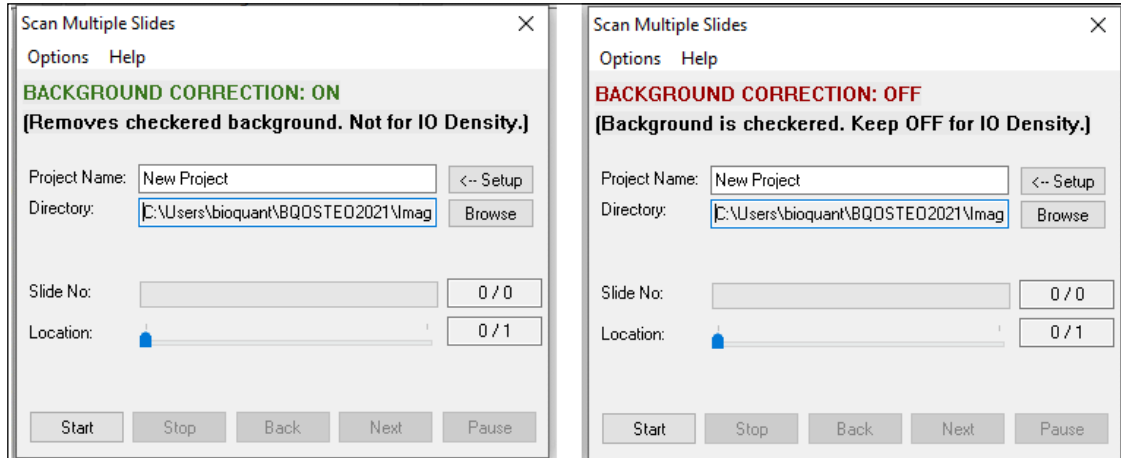 Scan Multiple Slides
Options Help
BACKGROUND CORRECTION: ON
(Removes checkered background. Not for IO Density.)
Project Name: New Project <-- Setup
Directory: C:\Users\bioquant\BQOSTEO2021\Imag Browse
Slide No: 0 / 0
Location: 0 / 1
Start Stop Back Next Pause
Scan Multiple Slides
Options Help
BACKGROUND CORRECTION: OFF
(Background is checkered. Keep OFF for IO Density.)
Project Name: New Project <-- Setup
Directory: C:\Users\bioquant\BQOSTEO2021\Imag Browse
Slide No: 0 / 0
Location: 0 / 1
Start Stop Back Next Pause